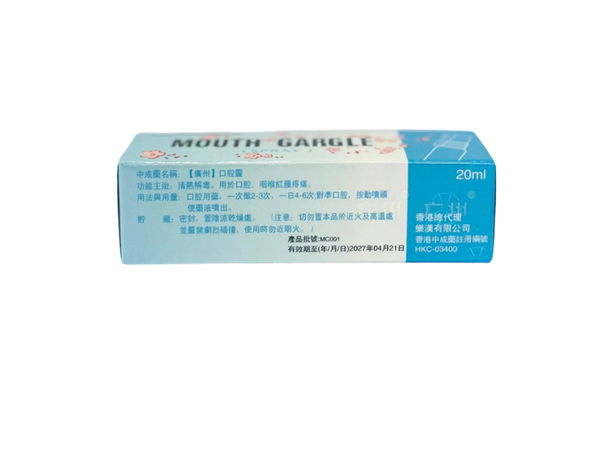 MOUTH GARGLE
( SPRAY )
中成藥名稱:【廣州】口腔靈
功能主治:清熱解毒。用於口腔,咽喉紅腫疼痛。
用法與用量:口腔用藥,一次撳2-3次,一日4-6次;對準口腔,按動噴頭
使藥液噴出。
貯 藏:密封,置陰涼乾燥處。(注意:切勿置本品於近火及高溫處
並嚴禁劇烈碰撞,使用時勿近明火。)
產品批號:MC001
有效期至(年/月/日)2027年04月21日
20ml
广州
香港總代理
樂漢有限公司
香港中成藥註冊編號
HKC-03400